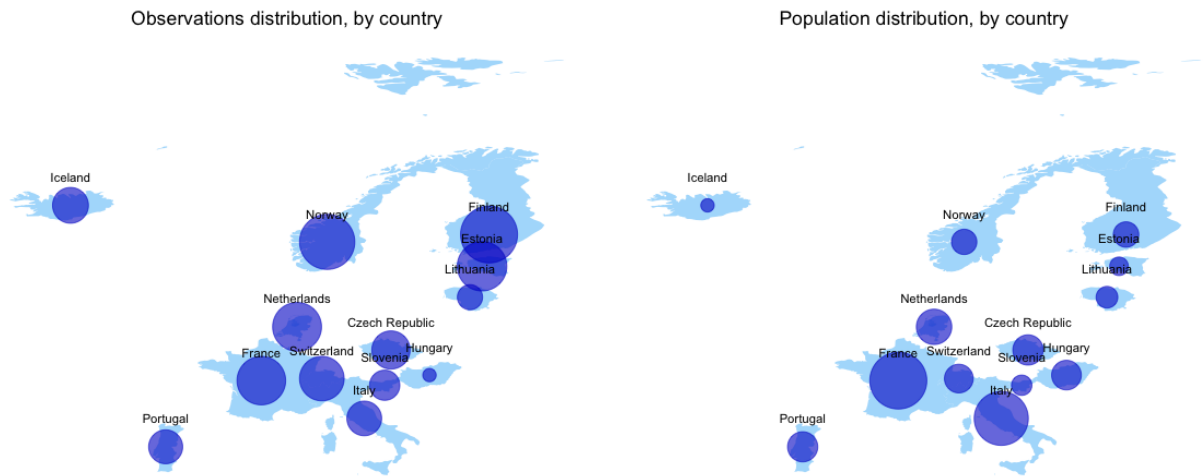 Observations distribution, by country
Iceland
Norway
Finland
Estonia
Lithuania
Netherlands
Czech Republic
France
Switzerland
Hungary
Slovenia
Italy
Portugal
Population distribution, by country
Iceland
Norway
Finland
Estonia
Lithuania
Netherlands
Czech Republic
France
Switzerland
Hungary
Slovenia
Italy
Portugal